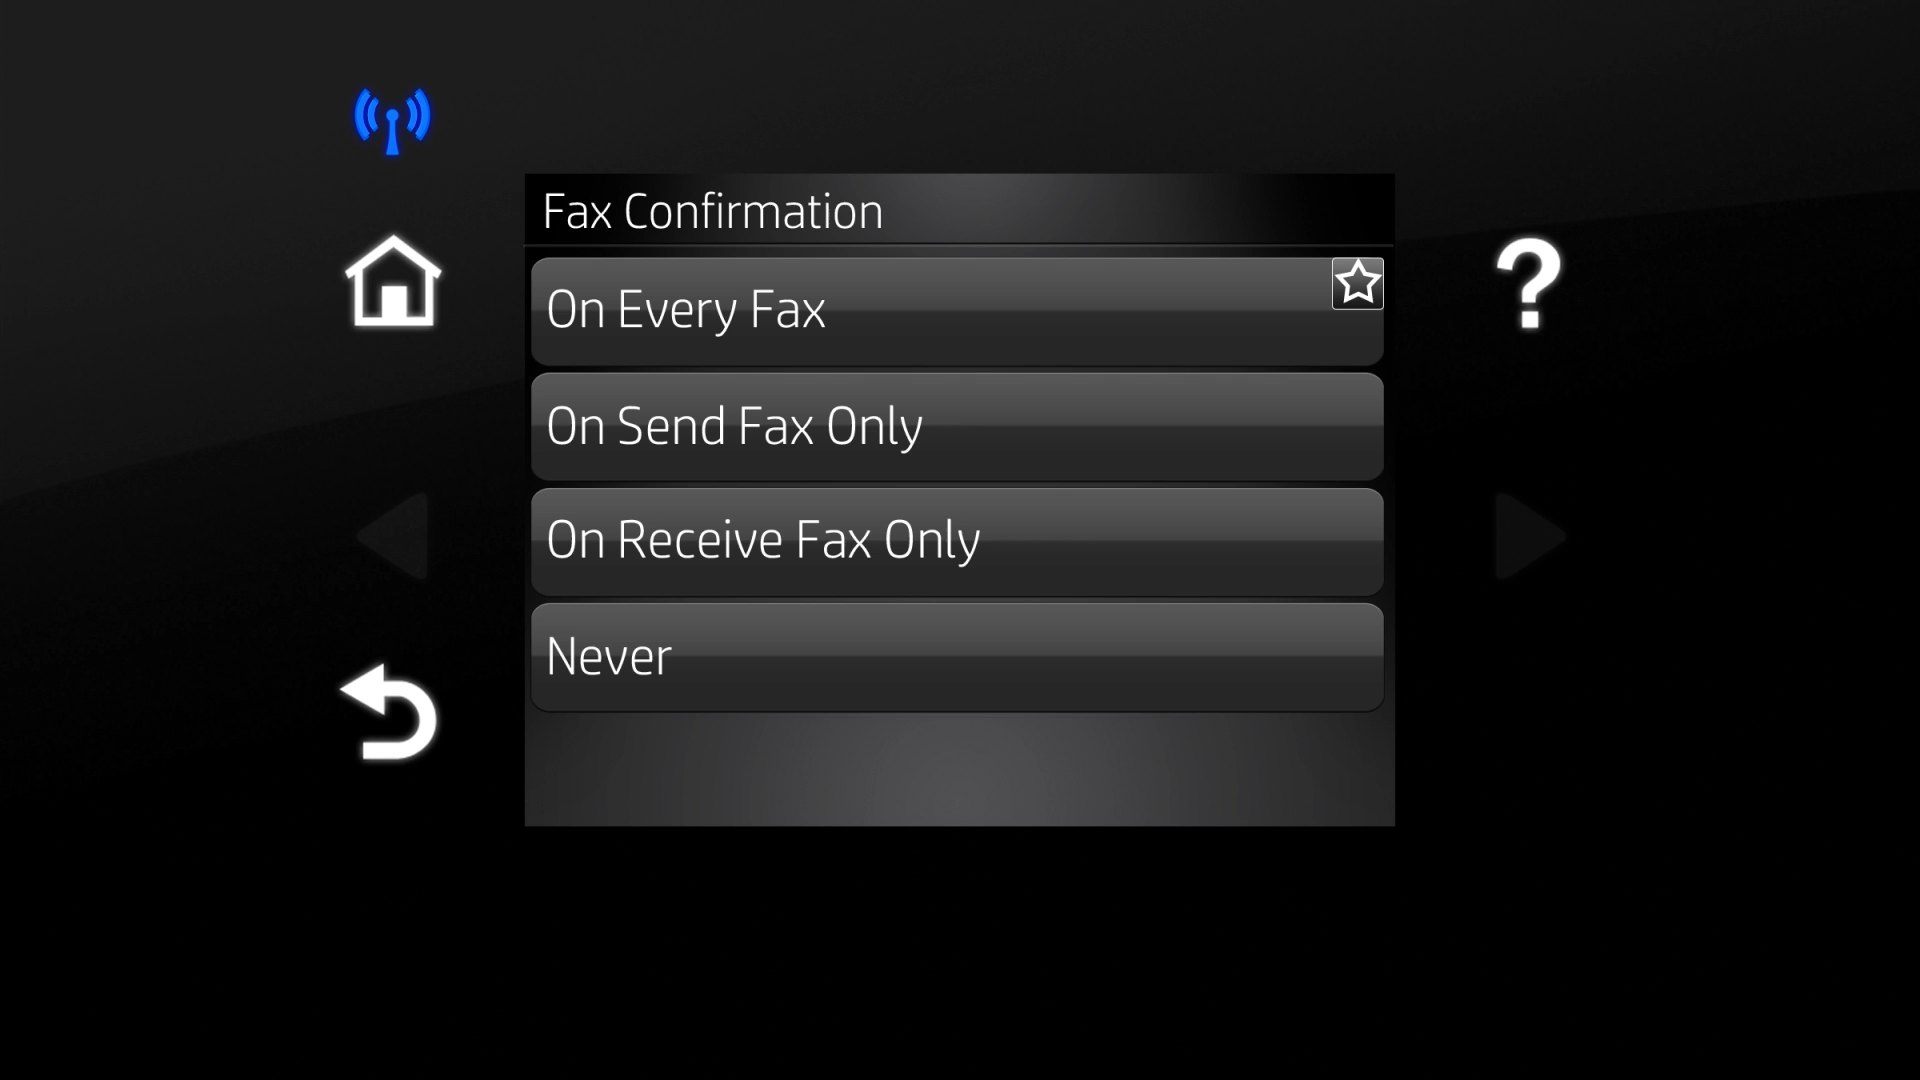 Fax Confirmation
On Every Fax
On Send Fax Only
On Receive Fax Only
Never